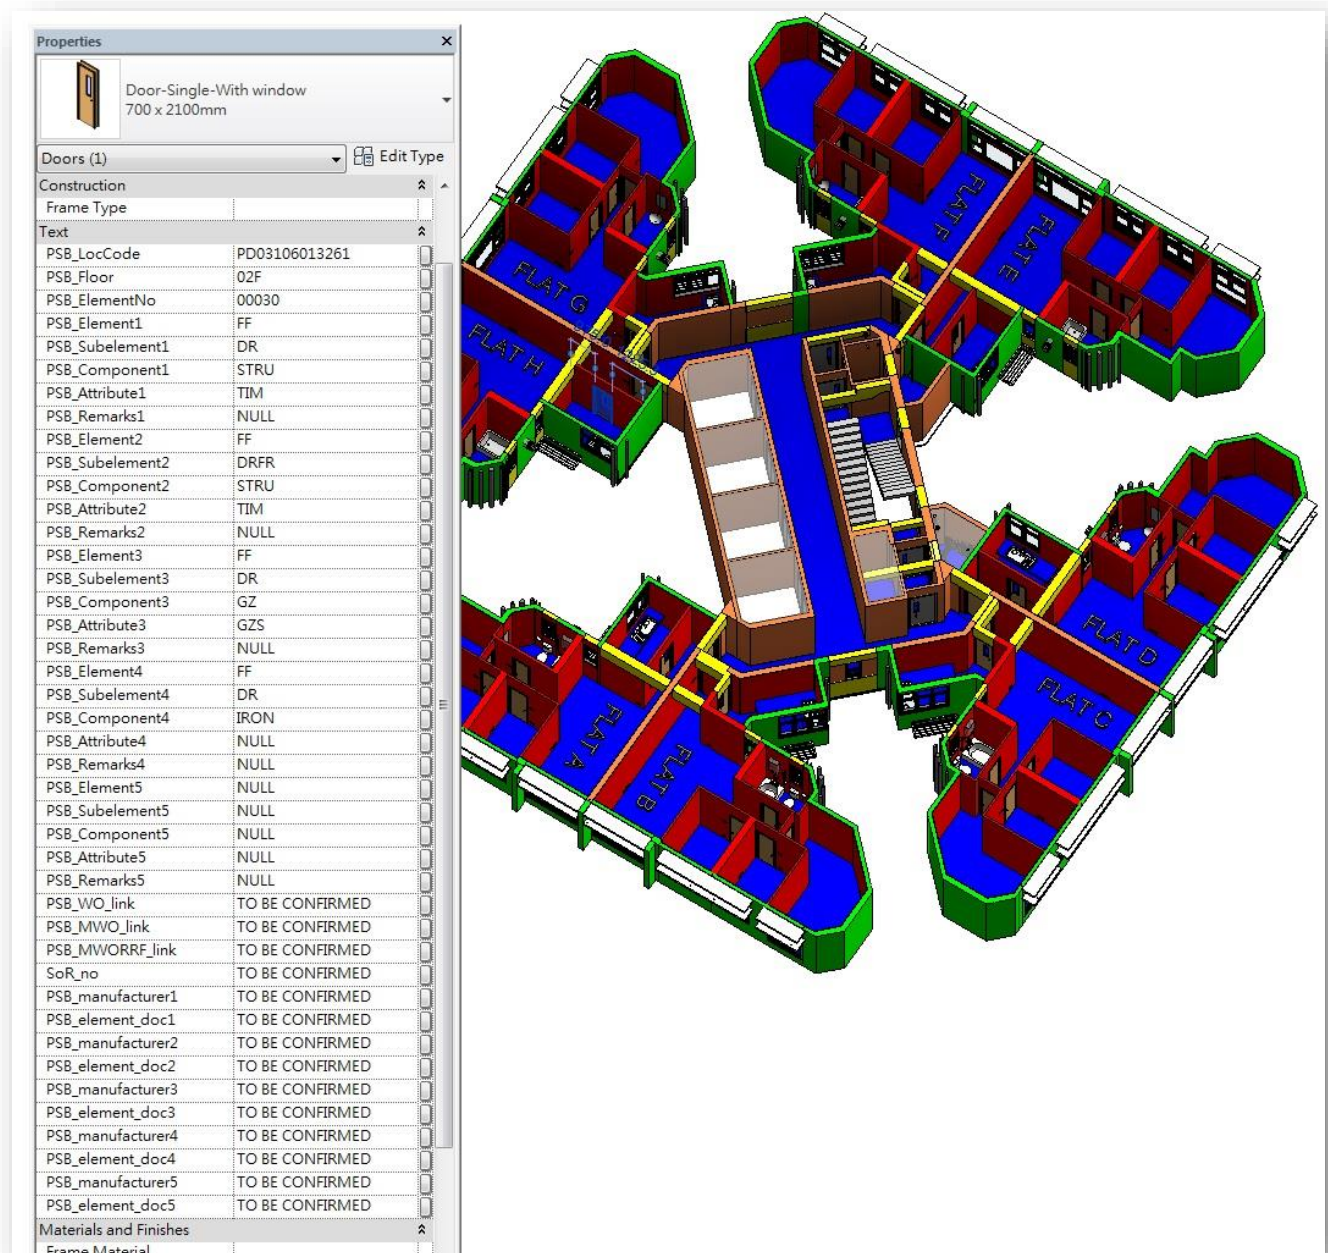 Properties
Door-Single-With window
700 x 2100mm
Doors (1)
Edit Type
Construction
Frame Type
Text
PSB_LocCode PD03106013261
PSB_Floor 02F
PSB_ElementNo 00030
PSB_Element1 FF
PSB_Subelement1 DR
PSB_Component1 STRU
PSB_Attribute1 TIM
PSB_Remarks1 NULL
PSB_Element2 FF
PSB_Subelement2 DRFR
PSB_Component2 STRU
PSB_Attribute2 TIM
PSB_Remarks2 NULL
PSB_Element3 FF
PSB_Subelement3 DR
PSB_Component3 GZ
PSB_Attribute3 GZS
PSB_Remarks3 NULL
PSB_Element4 FF
PSB_Subelement4 DR
PSB_Component4 IRON
PSB_Attribute4 NULL
PSB_Remarks4 NULL
PSB_Element5 NULL
PSB_Subelement5 NULL
PSB_Component5 NULL
PSB_Attribute5 NULL
PSB_Remarks5 NULL
PSB_WO_link TO BE CONFIRMED
PSB_MWO_link TO BE CONFIRMED
PSB_MWORRF_link TO BE CONFIRMED
SoR_no TO BE CONFIRMED
PSB_manufacturer1 TO BE CONFIRMED
PSB_element_doc1 TO BE CONFIRMED
PSB_manufacturer2 TO BE CONFIRMED
PSB_element_doc2 TO BE CONFIRMED
PSB_manufacturer3 TO BE CONFIRMED
PSB_element_doc3 TO BE CONFIRMED
PSB_manufacturer4 TO BE CONFIRMED
PSB_element_doc4 TO BE CONFIRMED
PSB_manufacturer5 TO BE CONFIRMED
PSB_element_doc5 TO BE CONFIRMED
Materials and Finishes
Frame Material
FLAT F
FLAT E
FLAT G
FLAT H
FLAT D
FLAT C
FLAT A
FLAT B